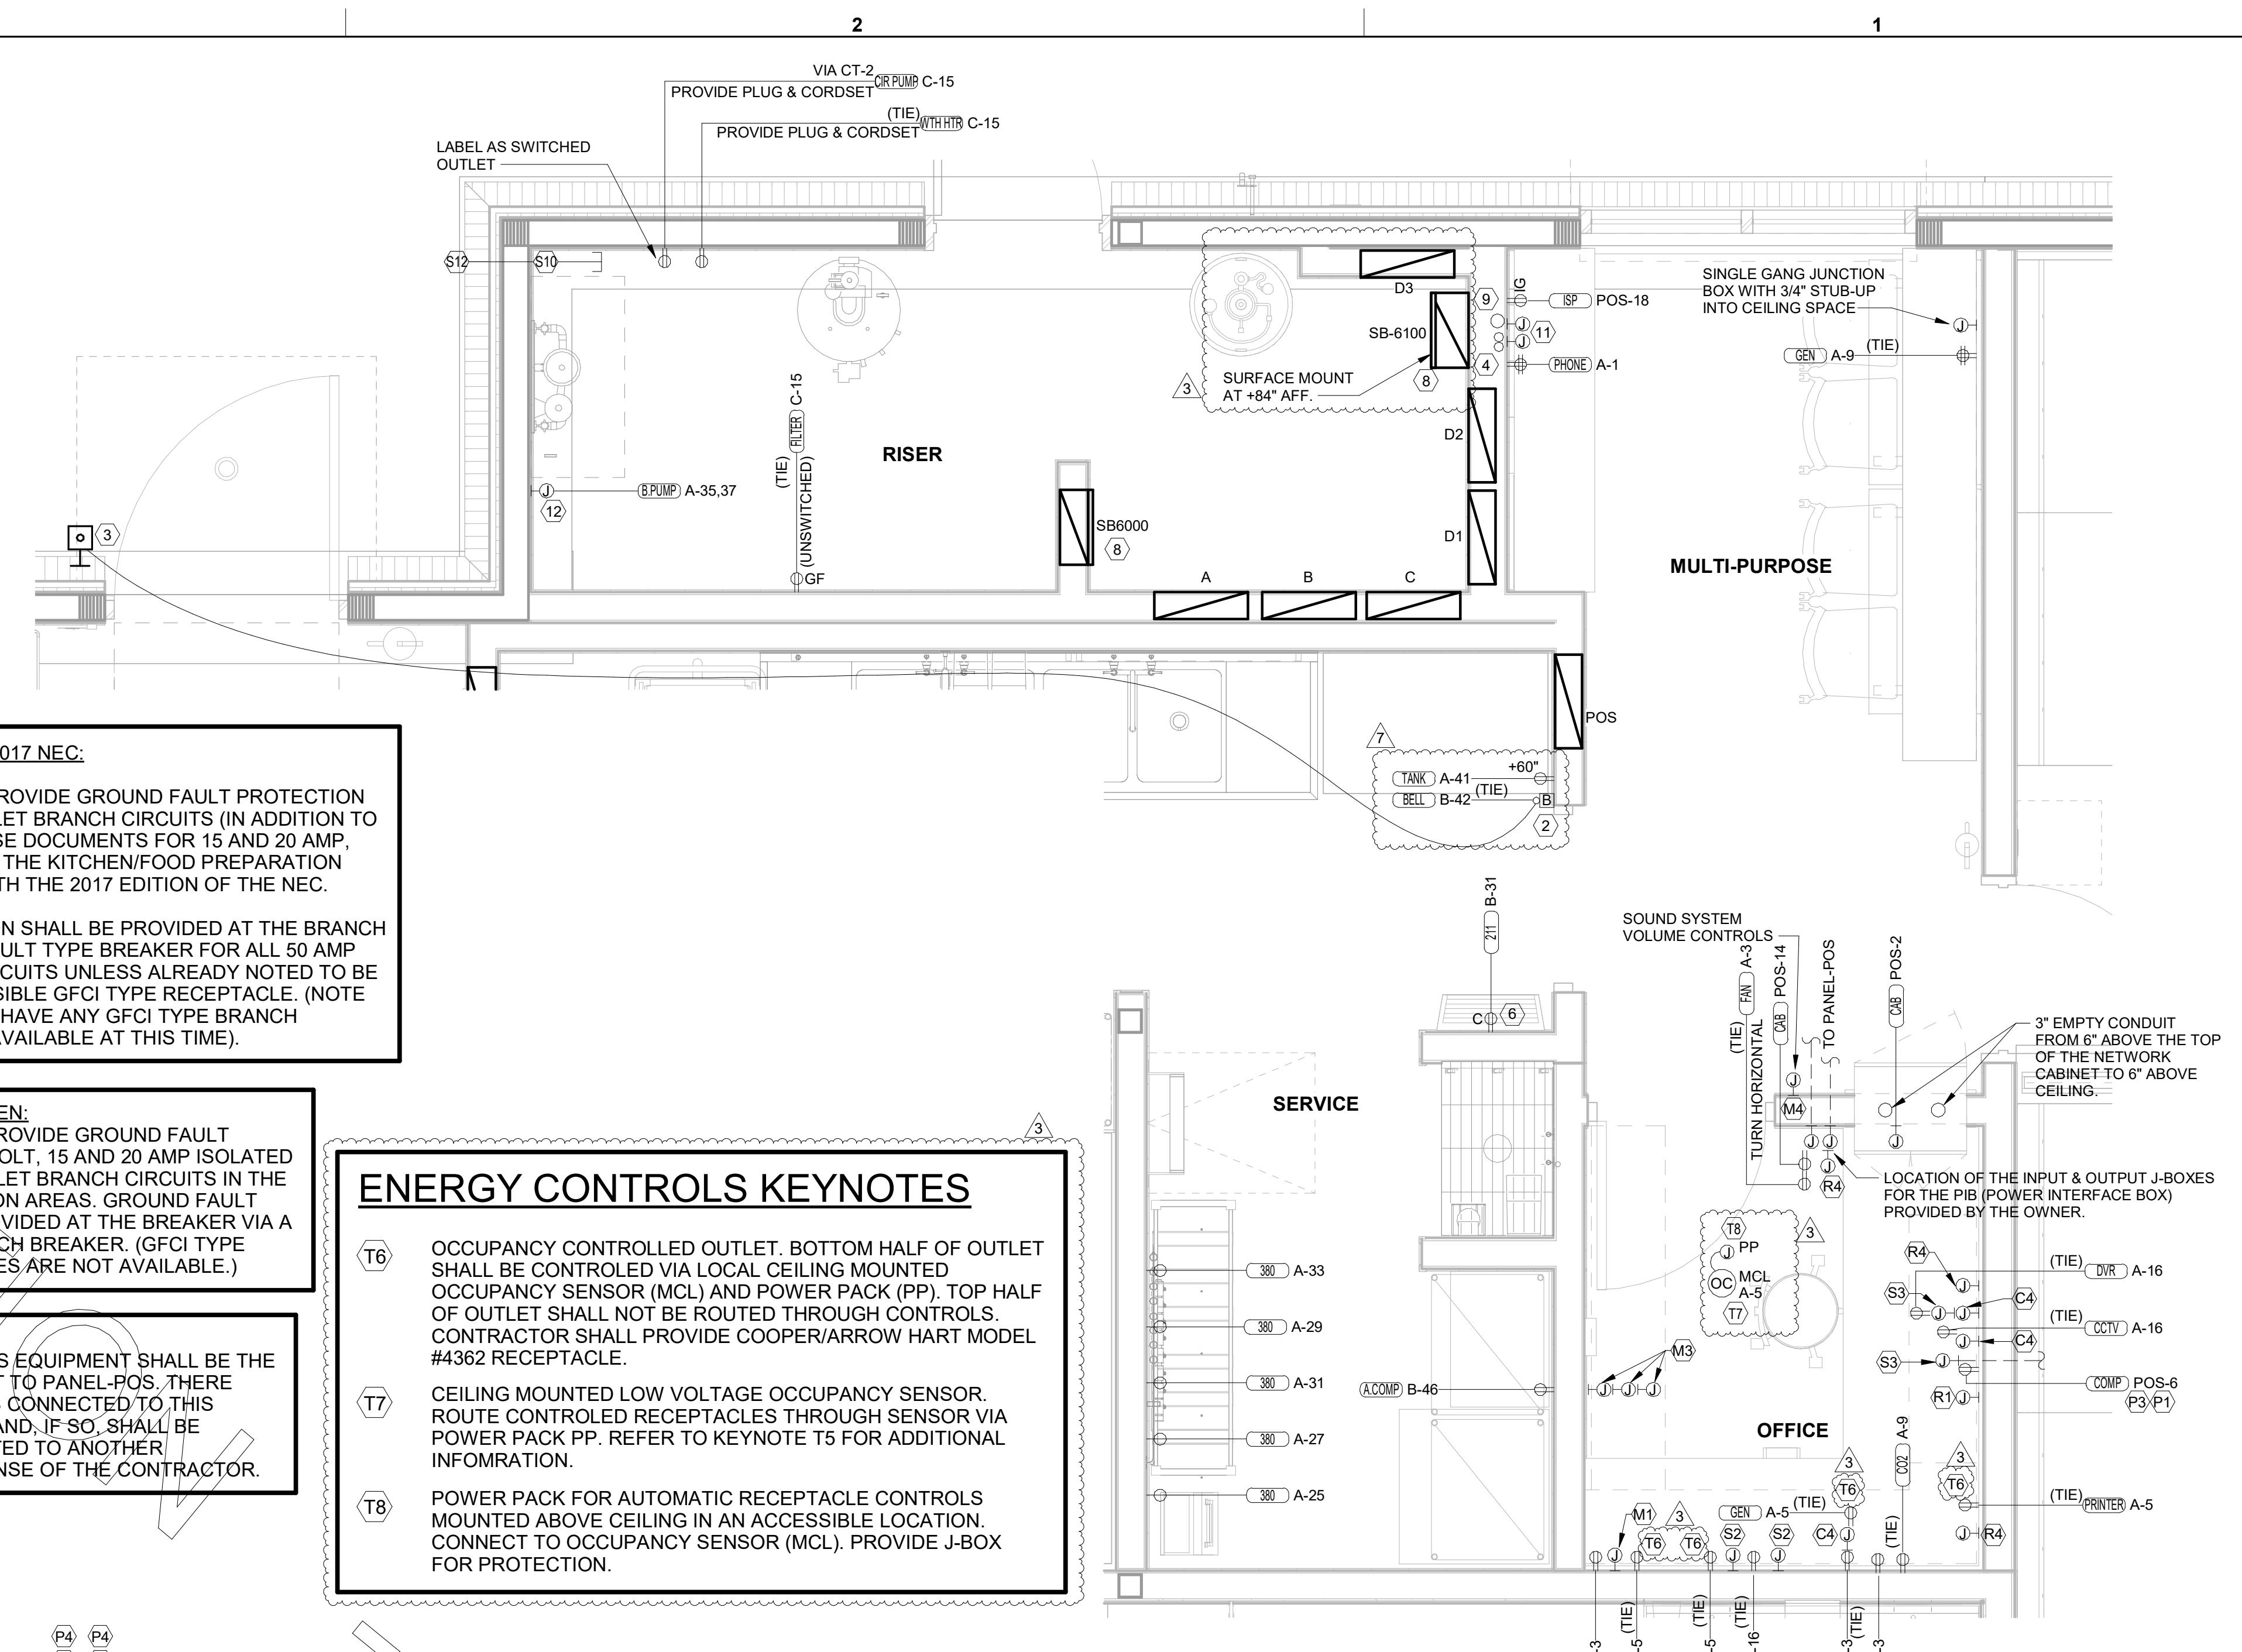 2
1
VIA CT-2
CIR PUMP C-15
PROVIDE PLUG & CORDSET
(TIE)
WTH HTR C-15
PROVIDE PLUG & CORDSET
LABEL AS SWITCHED
OUTLET
S12
S10
D3
9
IG
ISP POS-18
SB-6100
J
11
J
4
PHONE A-1
8
3
SURFACE MOUNT
AT +84" AFF.
SINGLE GANG JUNCTION
BOX WITH 3/4" STUB-UP
INTO CEILING SPACE
J
GEN A-9 (TIE)
FILTER C-15
(TIE)
(UNSWITCHED)
GF
RISER
D2
J
B.PUMP A-35,37
12
SB6000
8
D1
3
A
B
C
MULTI-PURPOSE
POS
7
+60"
TANK A-41
(TIE)
BELL B-42
B
2
017 NEC:
ROVIDE GROUND FAULT PROTECTION
LET BRANCH CIRCUITS (IN ADDITION TO
SE DOCUMENTS FOR 15 AND 20 AMP,
THE KITCHEN/FOOD PREPARATION
TH THE 2017 EDITION OF THE NEC.
N SHALL BE PROVIDED AT THE BRANCH
ULT TYPE BREAKER FOR ALL 50 AMP
CUITS UNLESS ALREADY NOTED TO BE
SIBLE GFCI TYPE RECEPTACLE. (NOTE
HAVE ANY GFCI TYPE BRANCH
VAILABLE AT THIS TIME).
EN:
ROVIDE GROUND FAULT
OLT, 15 AND 20 AMP ISOLATED
LET BRANCH CIRCUITS IN THE
ON AREAS. GROUND FAULT
OVIDED AT THE BREAKER VIA A
CH BREAKER. (GFCI TYPE
ES ARE NOT AVAILABLE.)
S EQUIPMENT SHALL BE THE
T TO PANEL-POS. THERE
S CONNECTED TO THIS
AND, IF SO, SHALL BE
TED TO ANOTHER
NSE OF THE CONTRACTOR.
P4 P4
3
ENERGY CONTROLS KEYNOTES
T6 OCCUPANCY CONTROLLED OUTLET. BOTTOM HALF OF OUTLET
SHALL BE CONTROLED VIA LOCAL CEILING MOUNTED
OCCUPANCY SENSOR (MCL) AND POWER PACK (PP). TOP HALF
OF OUTLET SHALL NOT BE ROUTED THROUGH CONTROLS.
CONTRACTOR SHALL PROVIDE COOPER/ARROW HART MODEL
#4362 RECEPTACLE.
T7 CEILING MOUNTED LOW VOLTAGE OCCUPANCY SENSOR.
ROUTE CONTROLED RECEPTACLES THROUGH SENSOR VIA
POWER PACK PP. REFER TO KEYNOTE T5 FOR ADDITIONAL
INFOMRATION.
T8 POWER PACK FOR AUTOMATIC RECEPTACLE CONTROLS
MOUNTED ABOVE CEILING IN AN ACCESSIBLE LOCATION.
CONNECT TO OCCUPANCY SENSOR (MCL). PROVIDE J-BOX
FOR PROTECTION.
211 B-31
C
6
SERVICE
380 A-33
380 A-29
380 A-31
380 A-27
380 A-25
A.COMP B-46
SOUND SYSTEM
VOLUME CONTROLS
FAN A-3
(TIE)
TURN HORIZONTAL
CAB POS-14
TO PANEL-POS
CAB POS-2
3" EMPTY CONDUIT
FROM 6" ABOVE THE TOP
OF THE NETWORK
CABINET TO 6" ABOVE
CEILING.
J
M4
J J
J
J
R4
LOCATION OF THE INPUT & OUTPUT J-BOXES
FOR THE PIB (POWER INTERFACE BOX)
PROVIDED BY THE OWNER.
T8
3
J PP
OC MCL
A-5
T7
R4
J
(TIE) DVR A-16
S3
J J
C4
(TIE) CCTV A-16
J
C4
S3
J
COMP POS-6
R1 J
P3 P1
M3
J J J
OFFICE
CO2 A-9
(TIE)
3
T6
3
T6
(TIE) PRINTER A-5
J R4
GEN A-5 (TIE)
M1
3
T6 T6
S2
S2
C4
J
J
J
J
(TIE)
(TIE)
(TIE)
(TIE)
-3
-5
-5
-16
-3
-3